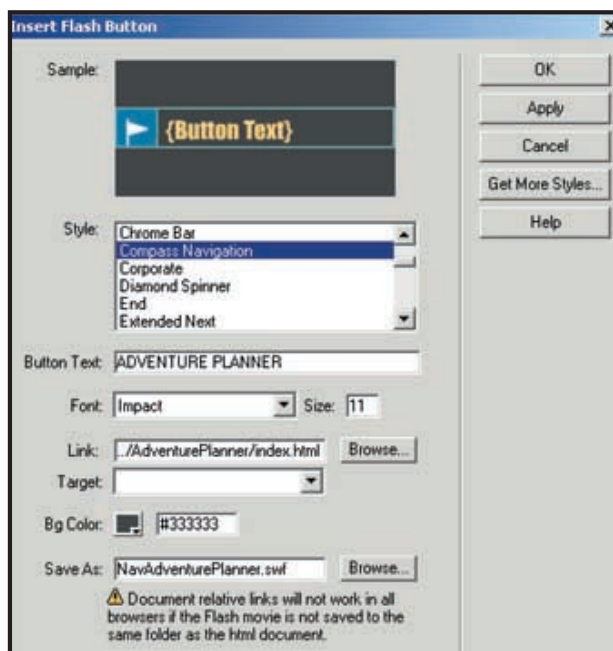 Insert Flash Button
Sample:
{Button Text}
Style:
Chrome Bar
Compass Navigation
Corporate
Diamond Spinner
End
Extended Next
Button Text:
ADVENTURE PLANNER
Font:
Impact
Size:
11
Link:
../AdventurePlanner/index.html
Browse...
Target:
Bg Color:
#333333
Save As:
NavAdventurePlanner.swf
Browse...
Document relative links will not work in all
browsers if the Flash movie is not saved to the
same folder as the html document.
OK
Apply
Cancel
Get More Styles...
Help